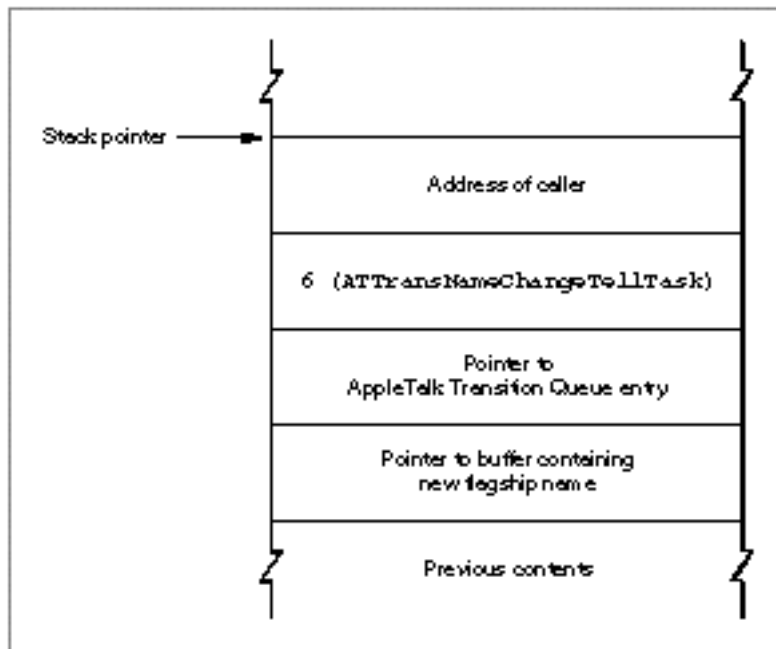 Stack pointer
Address of caller
6 (ATTransNameChangeTellTask)
Pointer to
AppleTalk Transition Queue entry
Pointer to buffer containing
new flagship name
Previous contents